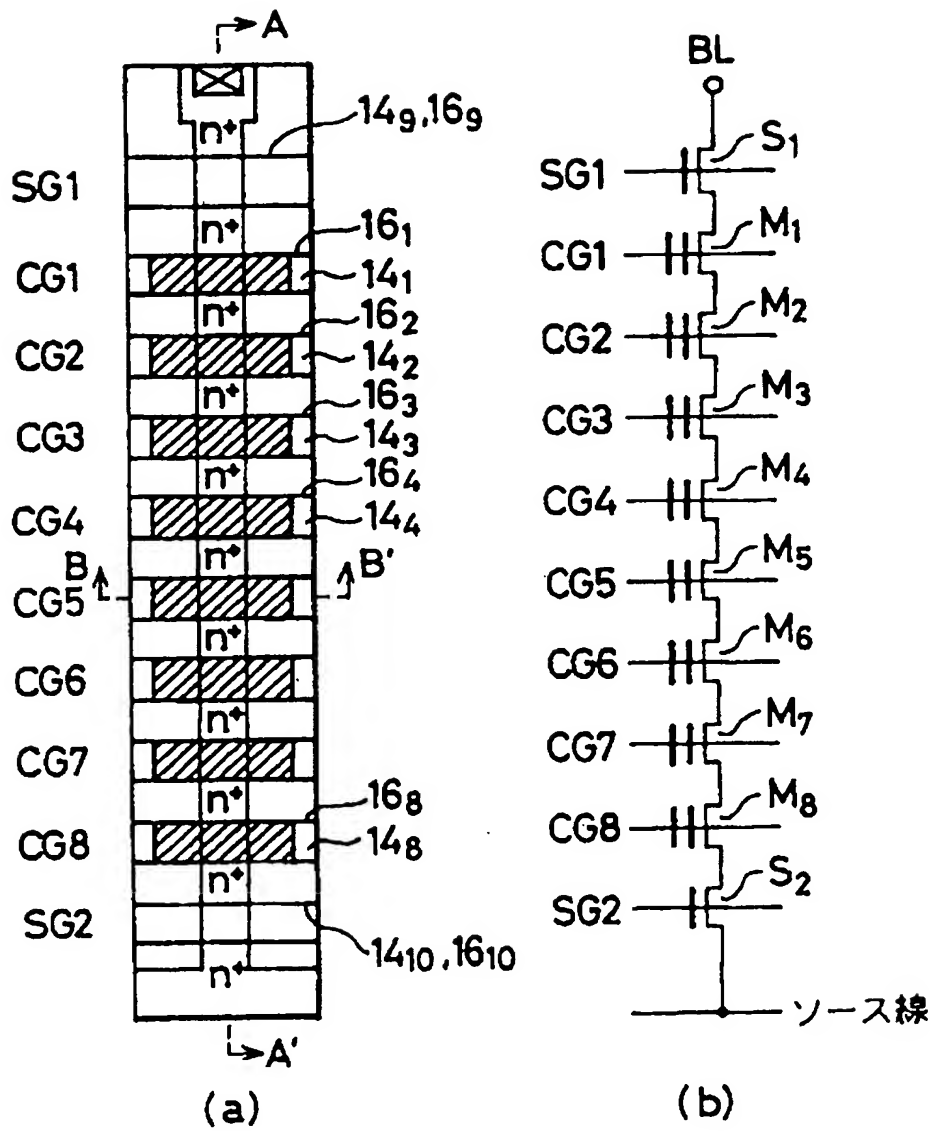 A
n⁺
14₉,16₉
SG1
n⁺
16₁
CG1
14₁
n⁺
16₂
CG2
14₂
n⁺
16₃
CG3
14₃
n⁺
16₄
CG4
14₄
n⁺
B
B'
CG5
n⁺
CG6
n⁺
CG7
n⁺
16₈
CG8
14₈
n⁺
SG2
14₁₀,16₁₀
n⁺
A'
(a)
BL
S₁
SG1
M₁
CG1
M₂
CG2
M₃
CG3
M₄
CG4
M₅
CG5
M₆
CG6
M₇
CG7
M₈
CG8
S₂
SG2
ソース線
(b)